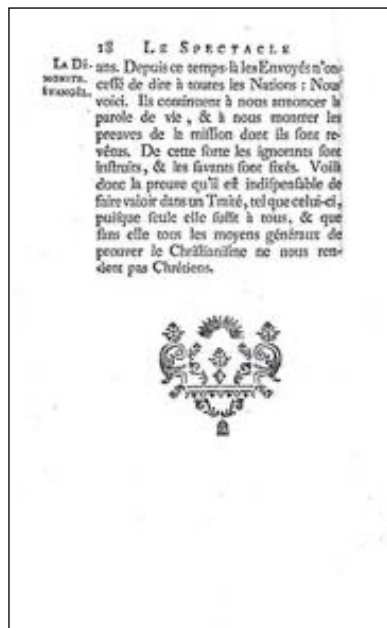 18 LE SPECTACLE
LA DÉ-
MONSTR.
ÉVANGÉL.
ans. Depuis ce temps-là les Envoyés n'ont
cessé de dire à toutes les Nations : Nous
voici. Ils continuent à nous annoncer la
parole de vie, & à nous montrer les
preuves de la mission dont ils sont re-
vêtus. De cette sorte les ignorants sont
instruits, & les savants sont fixés. Voilà
donc la preuve qu'il est indispensable de
faire valoir dans un Traité, tel que celui-ci,
puisque seule elle suffit à tous, & que
sans elle tous les moyens généraux de
prouver le Christianisme ne nous ren-
dent pas Chrétiens.